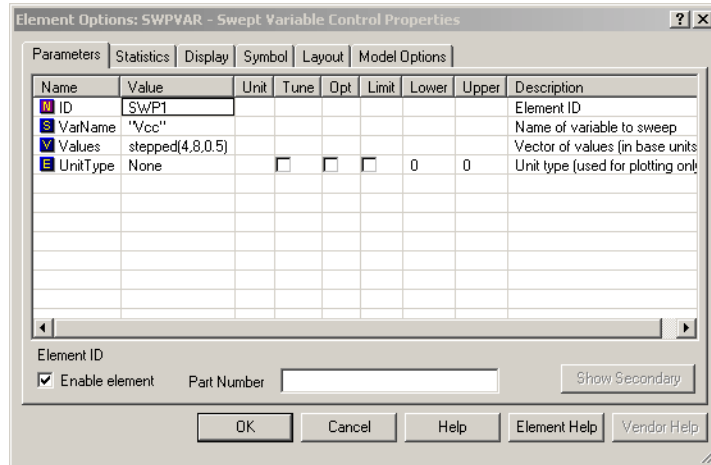 Element Options: SWPVAR - Swept Variable Control Properties
Parameters Statistics Display Symbol Layout Model Options
Name Value Unit Tune Opt Limit Lower Upper Description
N ID SWP1 Element ID
S VarName "Vcc" Name of variable to sweep
V Values stepped(4,8,0.5) Vector of values (in base units
E UnitType None 0 0 Unit type (used for plotting only
Element ID
Enable element Part Number Show Secondary
OK Cancel Help Element Help Vendor Help